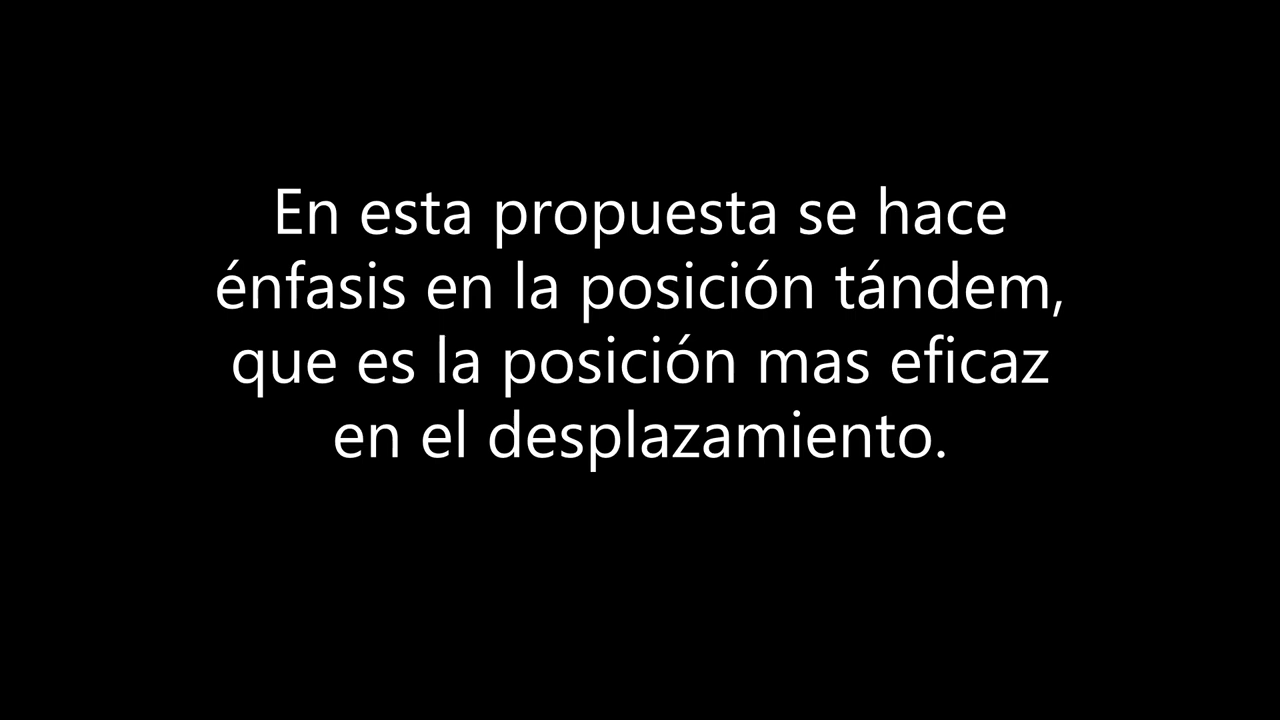 En esta propuesta se hace
énfasis en la posición tándem,
que es la posición mas eficaz
en el desplazamiento.